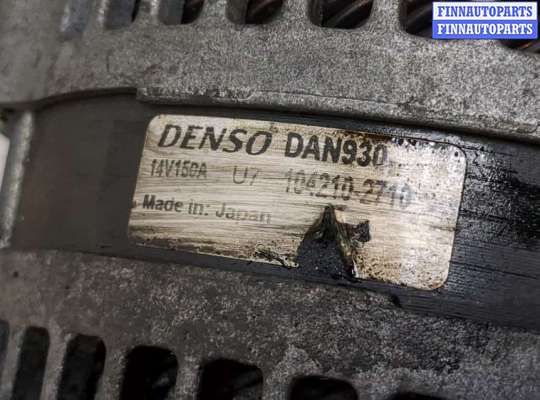 FINNAUTOPARTS
FINNAUTOPARTS
DENSO DAN930
14V150A U7 104210-2710
Made in: Japan